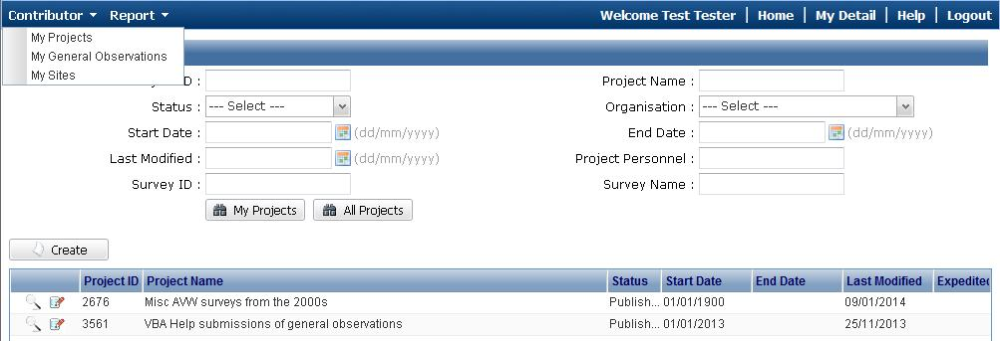 Contributor Report Welcome Test Tester Home My Detail Help Logout
My Projects
My General Observations
My Sites
D : Project Name :
Status : --- Select --- Organisation : --- Select ---
Start Date : (dd/mm/yyyy) End Date : (dd/mm/yyyy)
Last Modified : (dd/mm/yyyy) Project Personnel :
Survey ID : Survey Name :
My Projects All Projects
Create
Project ID Project Name Status Start Date End Date Last Modified Expedited
2676 Misc AVW surveys from the 2000s Publish... 01/01/1900 09/01/2014
3561 VBA Help submissions of general observations Publish... 01/01/2013 25/11/2013